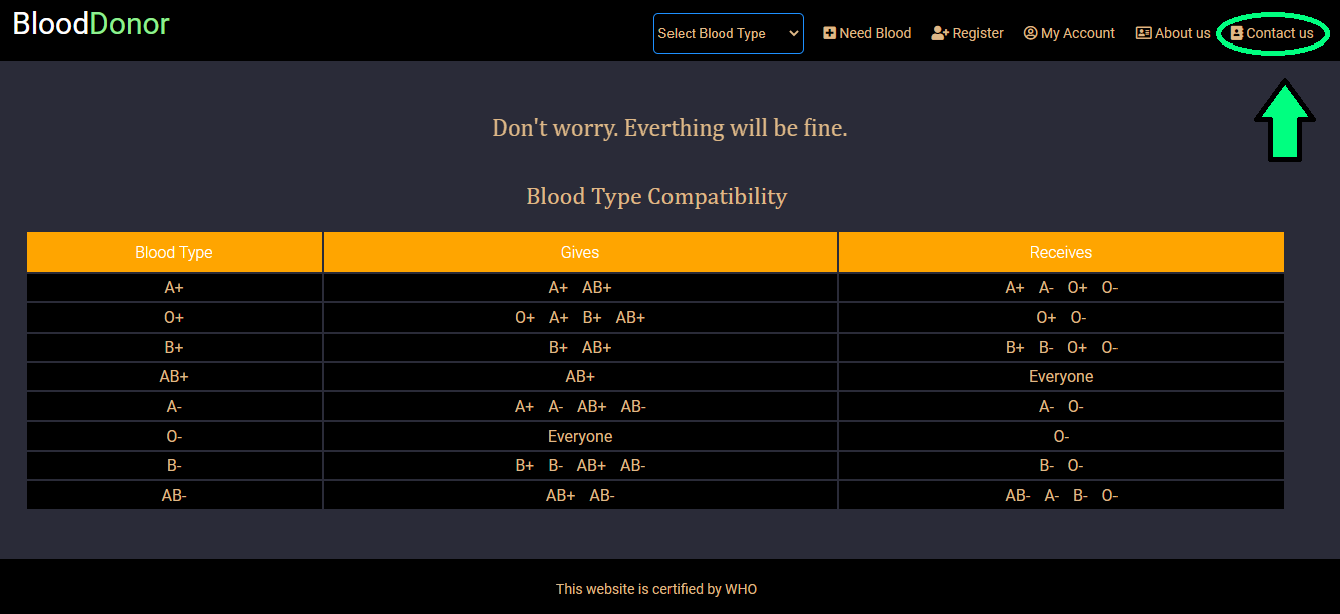 BloodDonor
Select Blood Type Need Blood Register My Account About us Contact us
Don't worry. Everthing will be fine.
Blood Type Compatibility
Blood Type Gives Receives
A+ A+ AB+ A+ A- O+ O-
O+ O+ A+ B+ AB+ O+ O-
B+ B+ AB+ B+ B- O+ O-
AB+ AB+ Everyone
A- A+ A- AB+ AB- A- O-
O- Everyone O-
B- B+ B- AB+ AB- B- O-
AB- AB+ AB- AB- A- B- O-
This website is certified by WHO